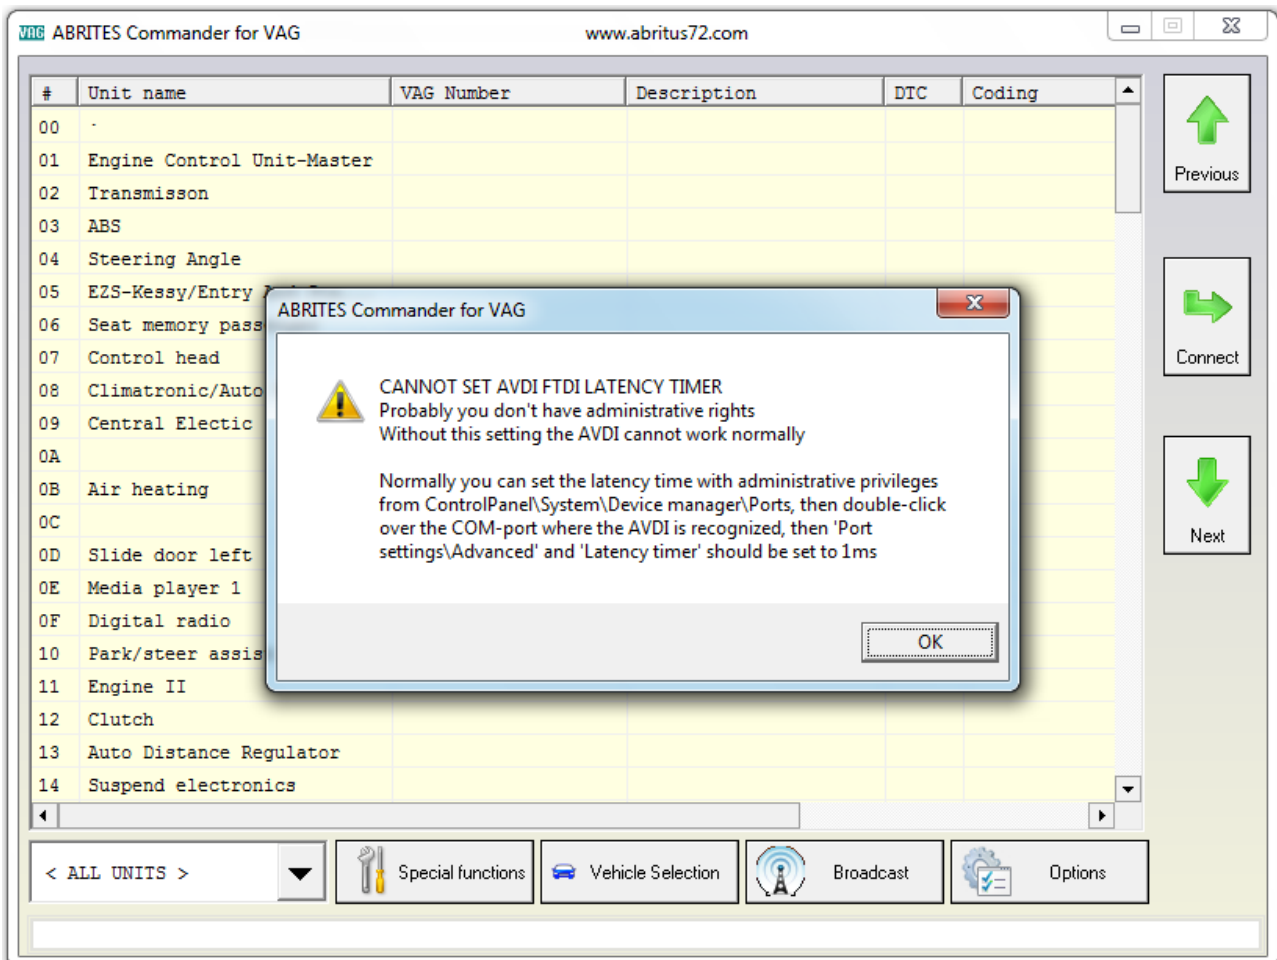 VAG ABRITES Commander for VAG www.abritus72.com
# Unit name VAG Number Description DTC Coding
00 -
01 Engine Control Unit-Master
02 Transmisson
03 ABS
04 Steering Angle
05 EZS-Kessy/Entry
06 Seat memory pass
07 Control head
08 Climatronic/Auto
09 Central Electic
0A
0B Air heating
0C
0D Slide door left
0E Media player 1
0F Digital radio
10 Park/steer assis
11 Engine II
12 Clutch
13 Auto Distance Regulator
14 Suspend electronics
Previous
Connect
Next
ABRITES Commander for VAG
CANNOT SET AVDI FTDI LATENCY TIMER
Probably you don't have administrative rights
Without this setting the AVDI cannot work normally
Normally you can set the latency time with administrative privileges
from ControlPanel\System\Device manager\Ports, then double-click
over the COM-port where the AVDI is recognized, then 'Port
settings\Advanced' and 'Latency timer' should be set to 1ms
OK
< ALL UNITS > Special functions Vehicle Selection Broadcast Options